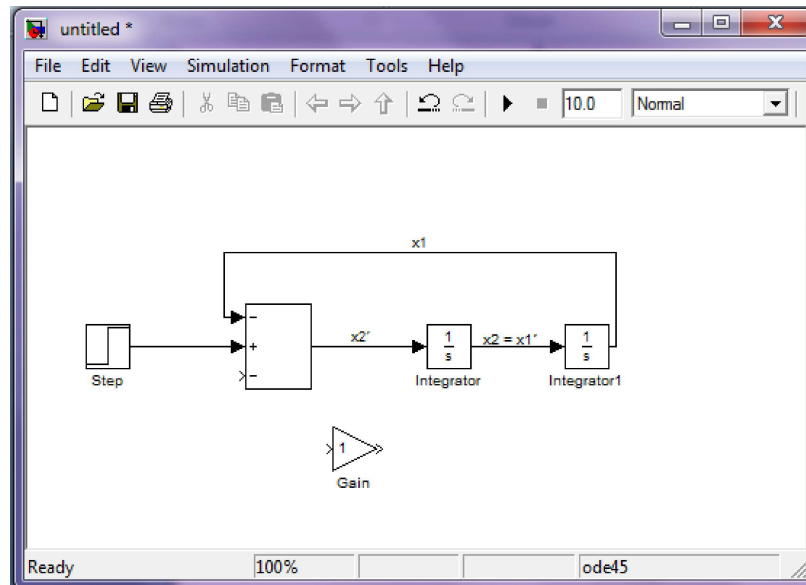 untitled *
File Edit View Simulation Format Tools Help
10.0 Normal
x1
−
x2' 1 x2 = x1' 1
+ s s
−
Step Integrator Integrator1
1
Gain
Ready 100% ode45